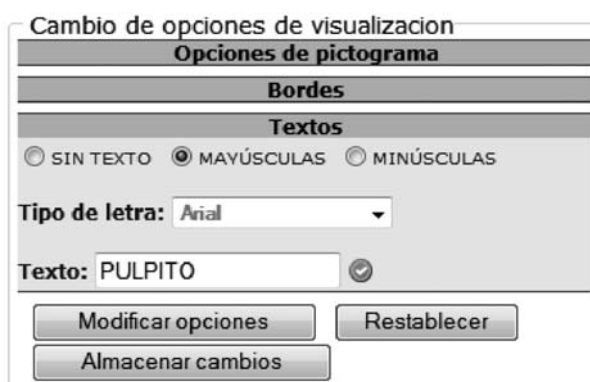 Cambio de opciones de visualizacion
Opciones de pictograma
Bordes
Textos
SIN TEXTO MAYÚSCULAS MINÚSCULAS
Tipo de letra: Arial
Texto: PULPITO
Modificar opciones Restablecer
Almacenar cambios